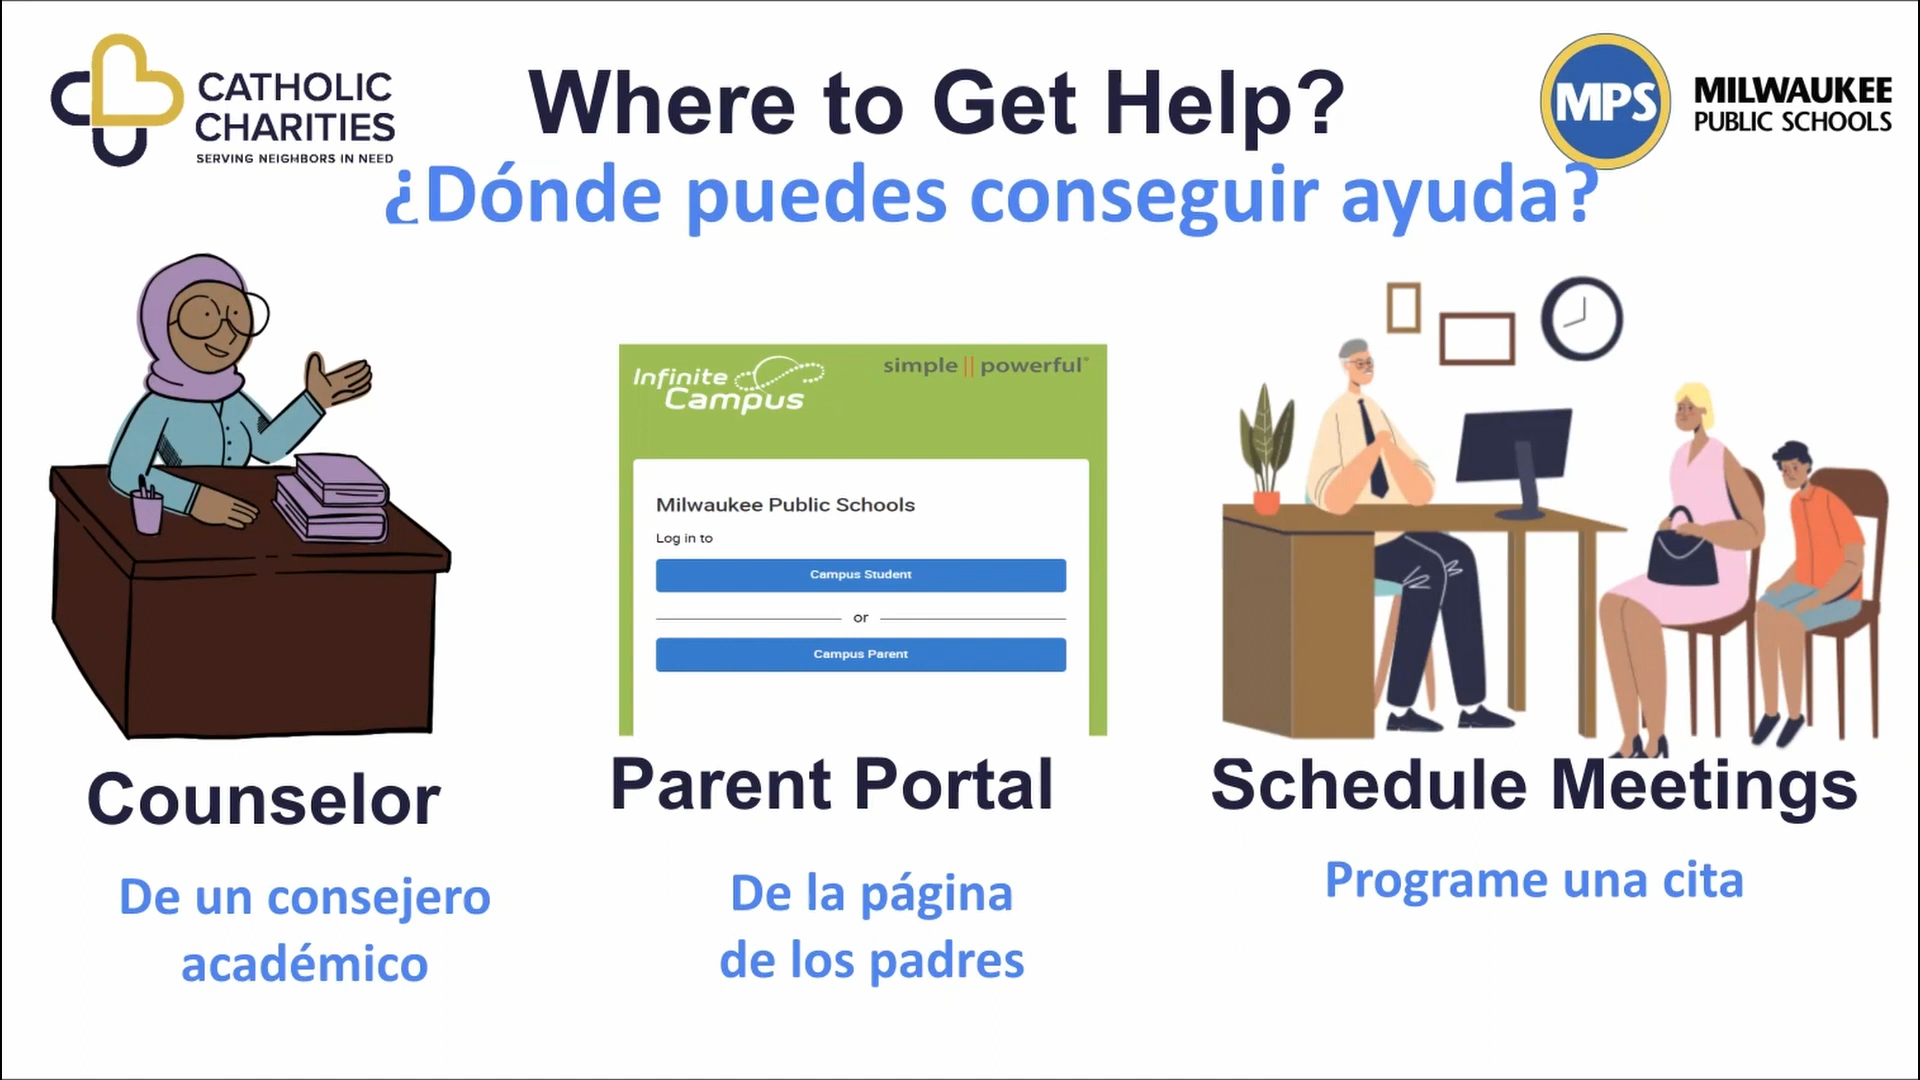 CATHOLIC
CHARITIES
SERVING NEIGHBORS IN NEED
Where to Get Help?
MPS
MILWAUKEE
PUBLIC SCHOOLS
¿Dónde puedes conseguir ayuda?
Infinite
Campus
simple || powerful®
Milwaukee Public Schools
Log in to
Campus Student
or
Campus Parent
Counselor
De un consejero
académico
Parent Portal
De la página
de los padres
Schedule Meetings
Programe una cita